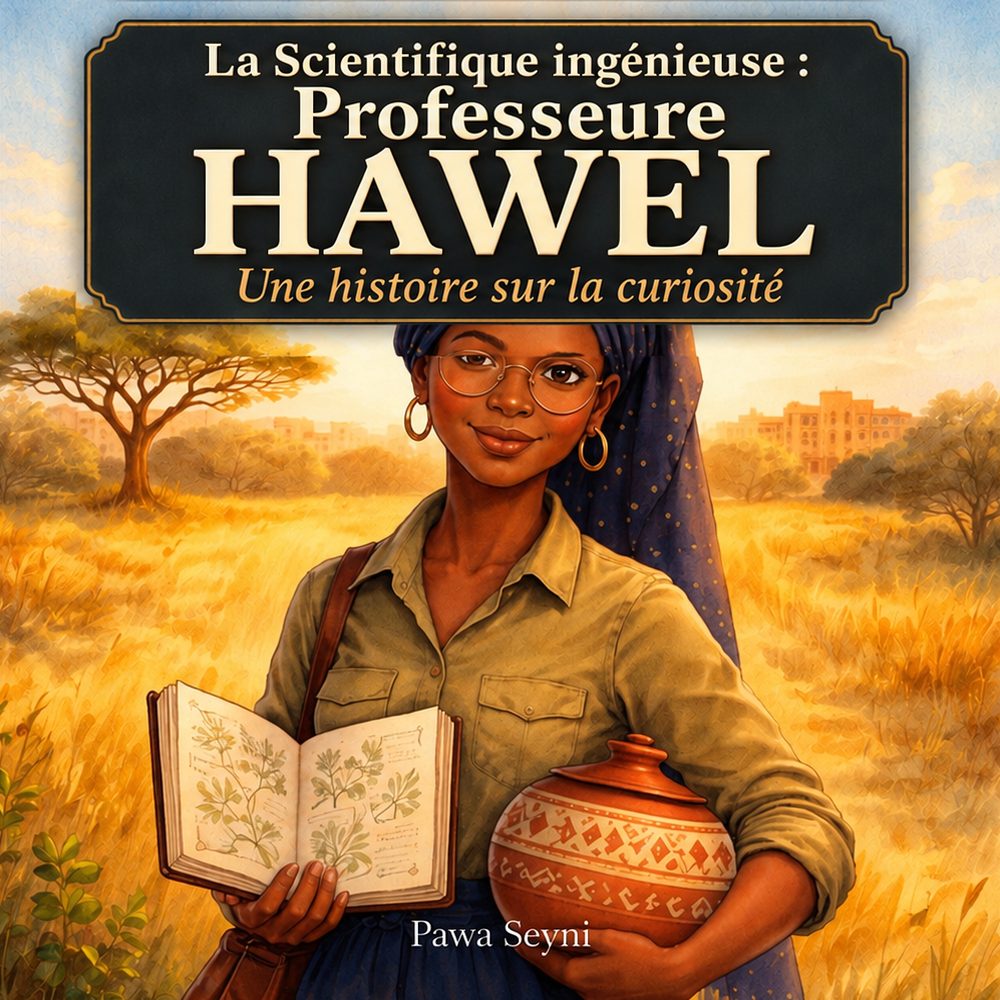 La Scientifique ingénieuse :
Professeure
HAWEL
Une histoire sur la curiosité
Pawa Seyni